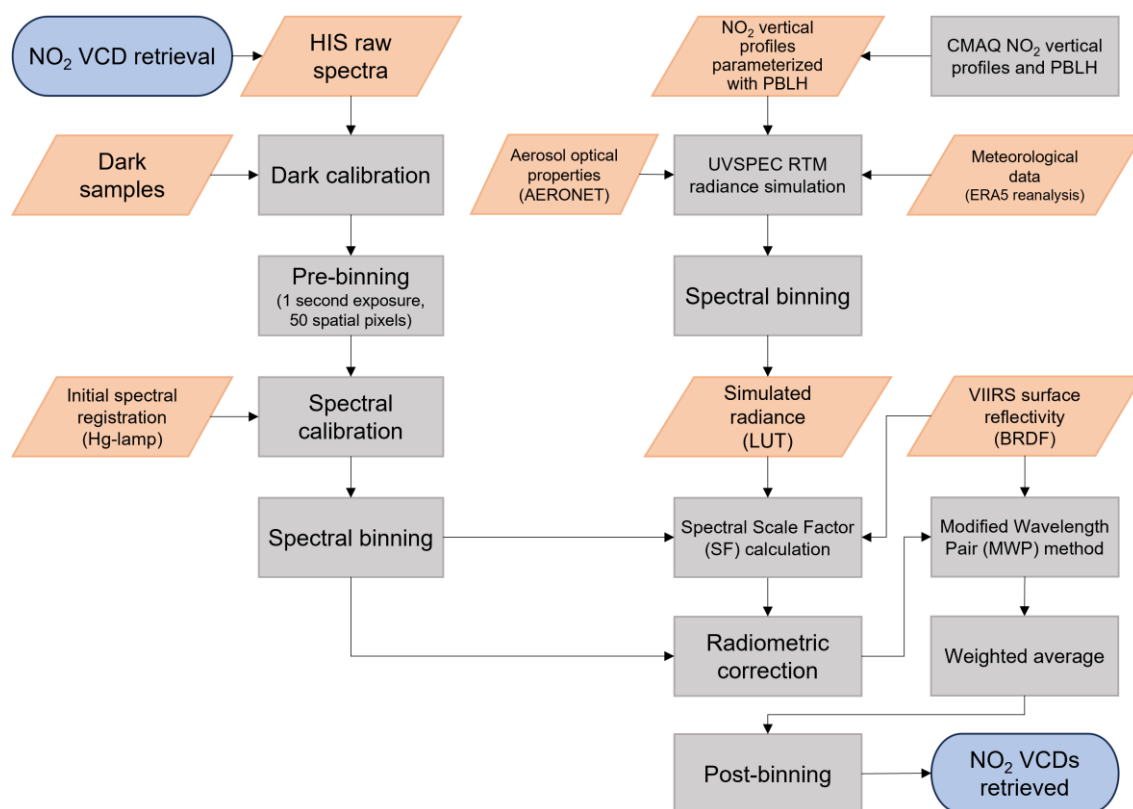 NO₂ VCD retrieval
HIS raw
spectra
NO₂ vertical
profiles
parameterized
with PBLH
CMAQ NO₂ vertical
profiles and PBLH
Dark
samples
Dark calibration
Aerosol optical
properties
(AERONET)
UVSPEC RTM
radiance simulation
Meteorological
data
(ERA5 reanalysis)
Pre-binning
(1 second exposure,
50 spatial pixels)
Spectral binning
Initial spectral
registration
(Hg-lamp)
Spectral
calibration
Simulated
radiance
(LUT)
VIIRS surface
reflectivity
(BRDF)
Spectral binning
Spectral Scale Factor
(SF) calculation
Modified Wavelength
Pair (MWP) method
Radiometric
correction
Weighted average
Post-binning
NO₂ VCDs
retrieved